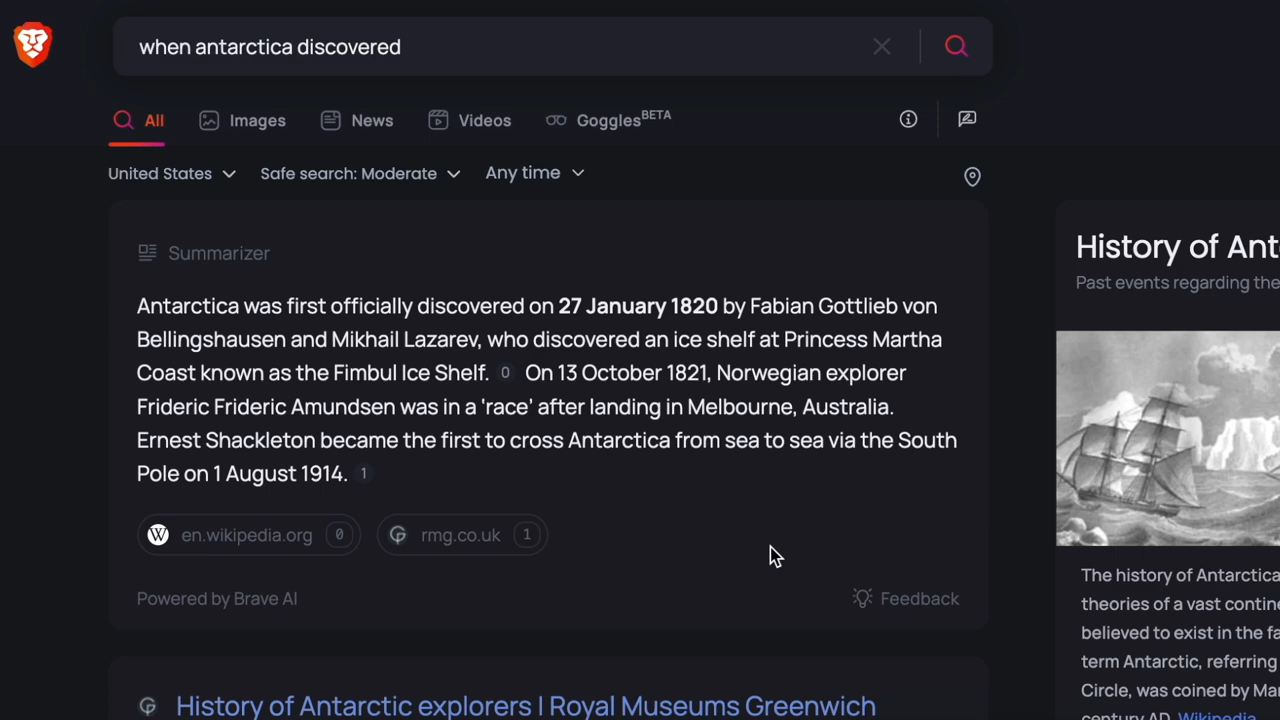 when antarctica discovered
All Images News Videos Goggles BETA
United States Safe search: Moderate Any time
Summarizer
Antarctica was first officially discovered on 27 January 1820 by Fabian Gottlieb von
Bellingshausen and Mikhail Lazarev, who discovered an ice shelf at Princess Martha
Coast known as the Fimbul Ice Shelf. 0 On 13 October 1821, Norwegian explorer
Frideric Frideric Amundsen was in a 'race' after landing in Melbourne, Australia.
Ernest Shackleton became the first to cross Antarctica from sea to sea via the South
Pole on 1 August 1914. 1
en.wikipedia.org 0 rmg.co.uk 1
Powered by Brave AI Feedback
History of Antarctic explorers | Royal Museums Greenwich
History of Ant
Past events regarding the
The history of Antarctica
theories of a vast contine
believed to exist in the fa
term Antarctic, referring
Circle, was coined by Mar
century AD. Wikipedia